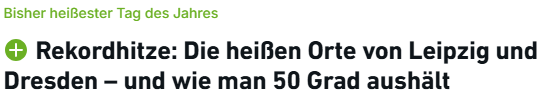 Bisher heißester Tag des Jahres
Rekordhitze: Die heißen Orte von Leipzig und
Dresden – und wie man 50 Grad aushält